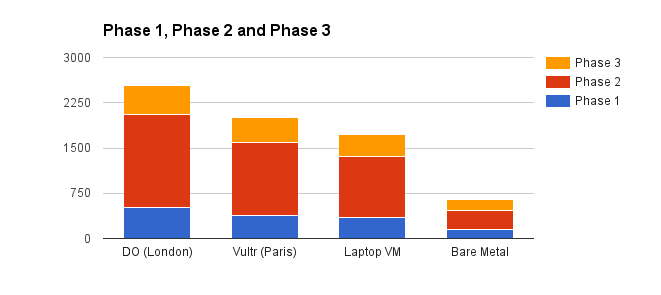 Phase 1, Phase 2 and Phase 3
3000
2250
1500
750
0
DO (London)
Vultr (Paris)
Laptop VM
Bare Metal
Phase 3
Phase 2
Phase 1